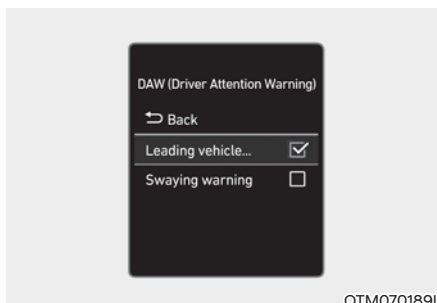 DAW (Driver Attention Warning)
Back
Leading vehicle...
Swaying warning
OTM070189L